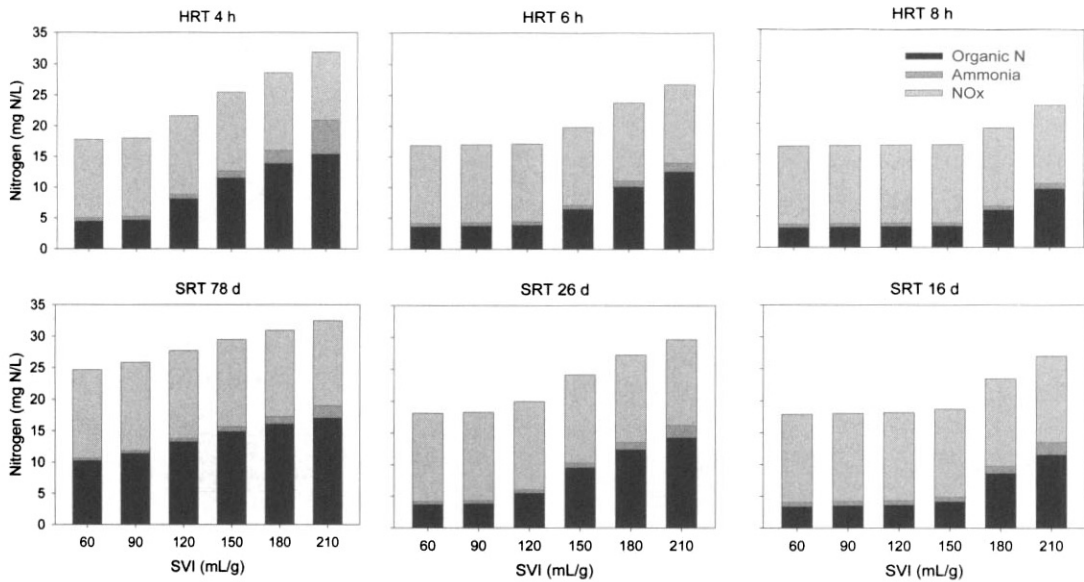 HRT 4 h
HRT 6 h
HRT 8 h
35
30
25
20
15
10
5
0
Nitrogen (mg N/L)
Organic N
Ammonia
NOx
SRT 78 d
SRT 26 d
SRT 16 d
35
30
25
20
15
10
5
0
Nitrogen (mg N/L)
60 90 120 150 180 210
60 90 120 150 180 210
60 90 120 150 180 210
SVI (mL/g)
SVI (mL/g)
SVI (mL/g)